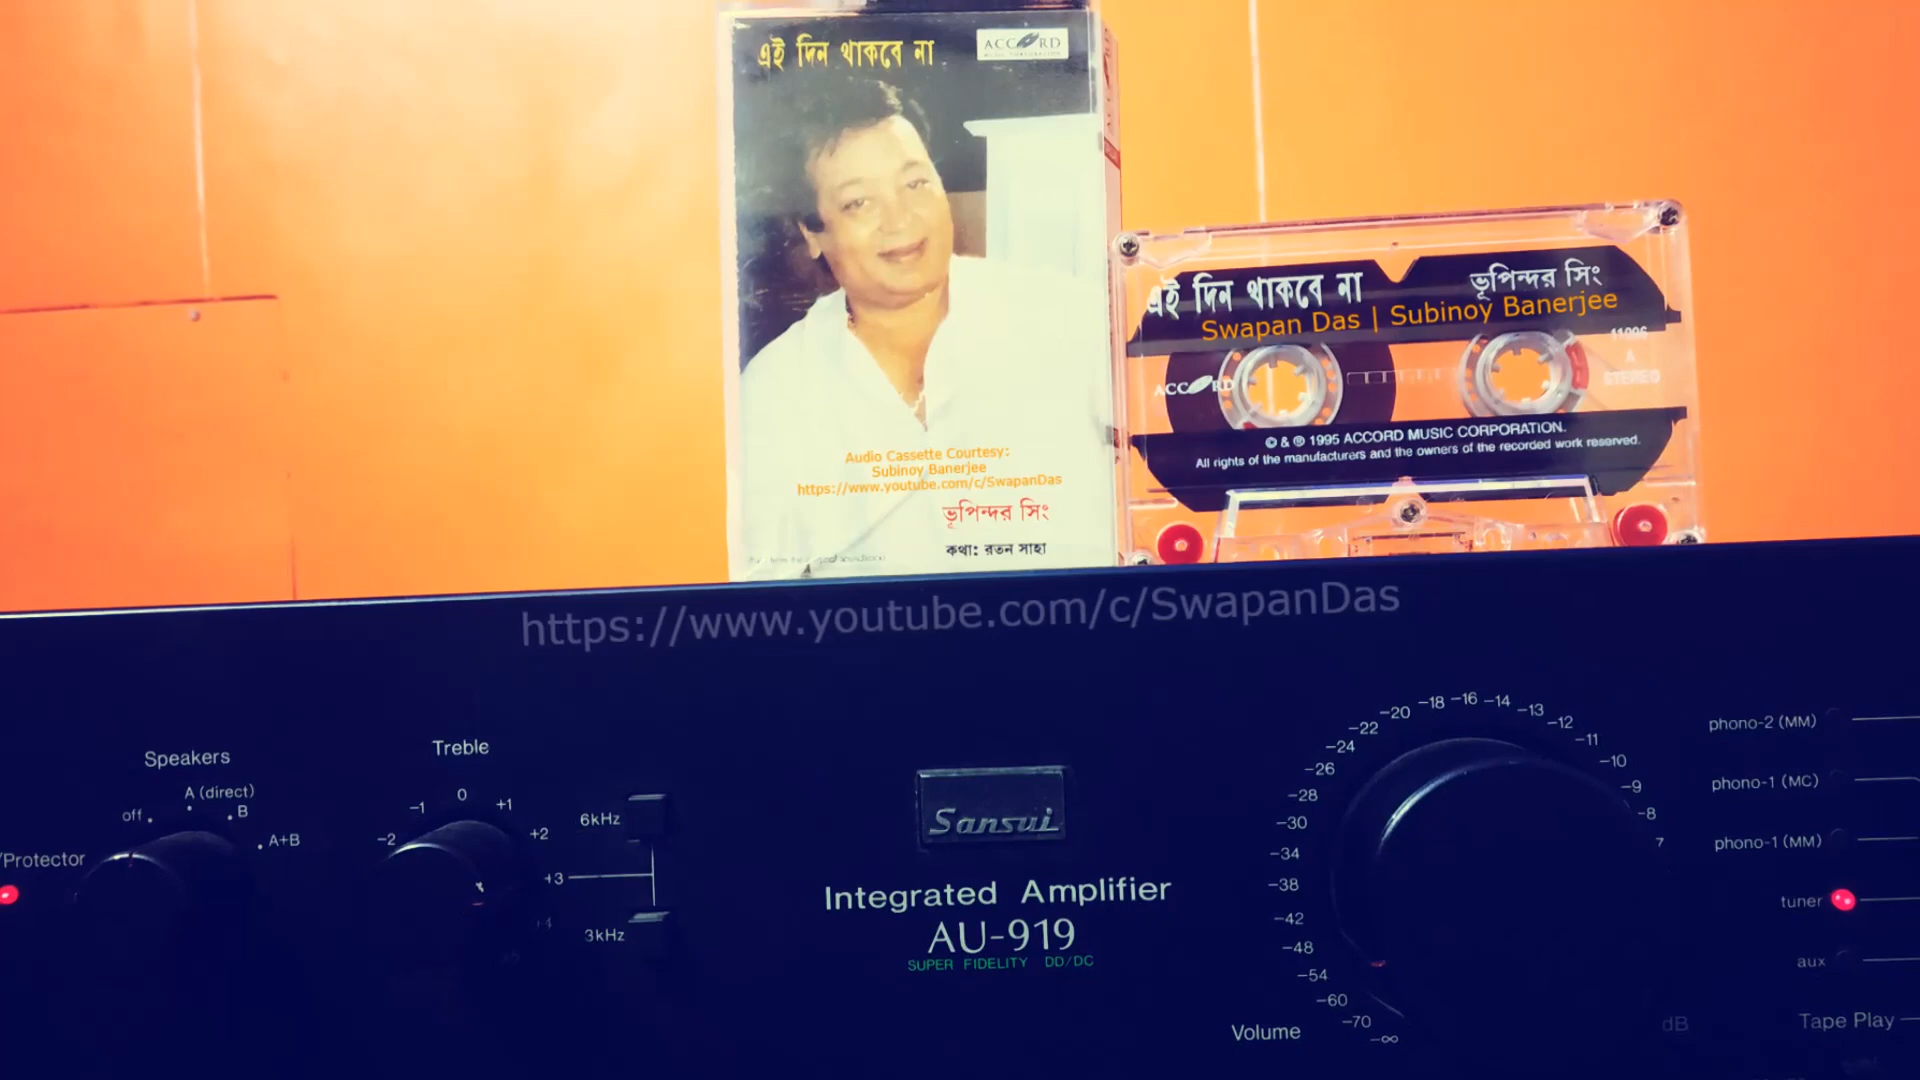 এই দিন থাকবে না
ACCORD
MUSIC CORPORATION
Audio Cassette Courtesy:
Subinoy Banerjee
https://www.youtube.com/c/SwapanDas
ভূপিন্দর সিং
কথা: রতন সাহা
এই দিন থাকবে না
ভূপিন্দর সিং
Swapan Das | Subinoy Banerjee
A
STEREO
ACCORD
© & ℗ 1995 ACCORD MUSIC CORPORATION.
All rights of the manufacturers and the owners of the recorded work reserved.
https://www.youtube.com/c/SwapanDas
/Protector
Speakers
off
A (direct)
B
A+B
Treble
-2
-1
0
+1
+2
+3
6kHz
3kHz
Sansui
Integrated Amplifier
AU-919
SUPER FIDELITY DD/DC
Volume
-∞
-70
-60
-54
-48
-42
-38
-34
-30
-28
-26
-24
-22
-20
-18
-16
-14
-13
-12
-11
-10
-9
-8
7
dB
phono-2 (MM)
phono-1 (MC)
phono-1 (MM)
tuner
aux
Tape Play